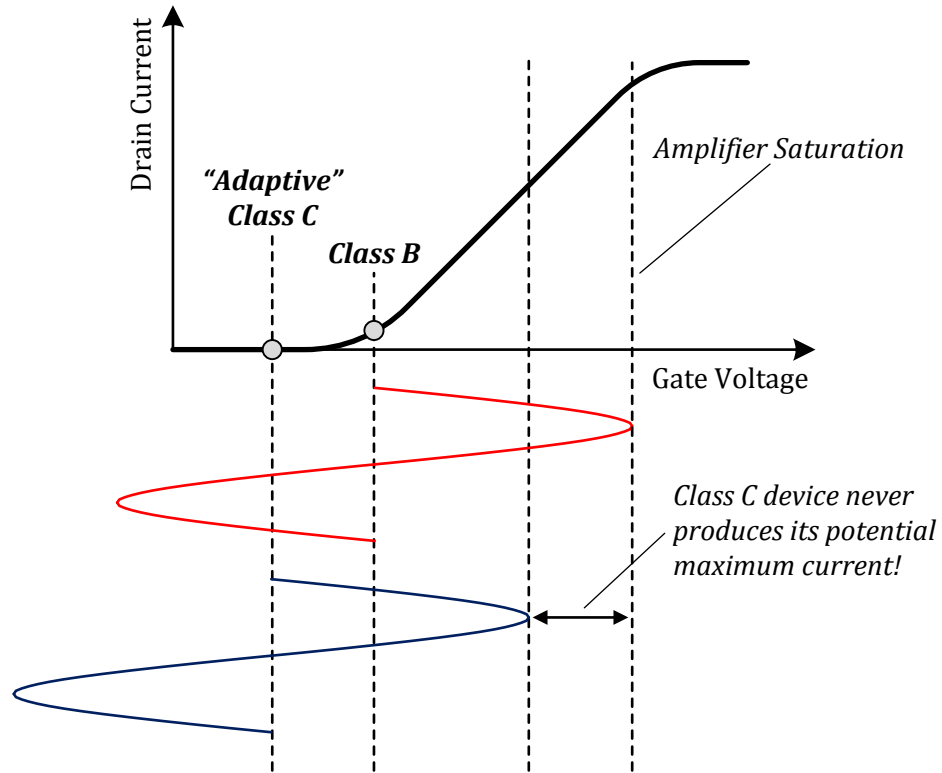 Drain Current
“Adaptive”
Class C
Class B
Amplifier Saturation
Gate Voltage
Class C device never
produces its potential
maximum current!